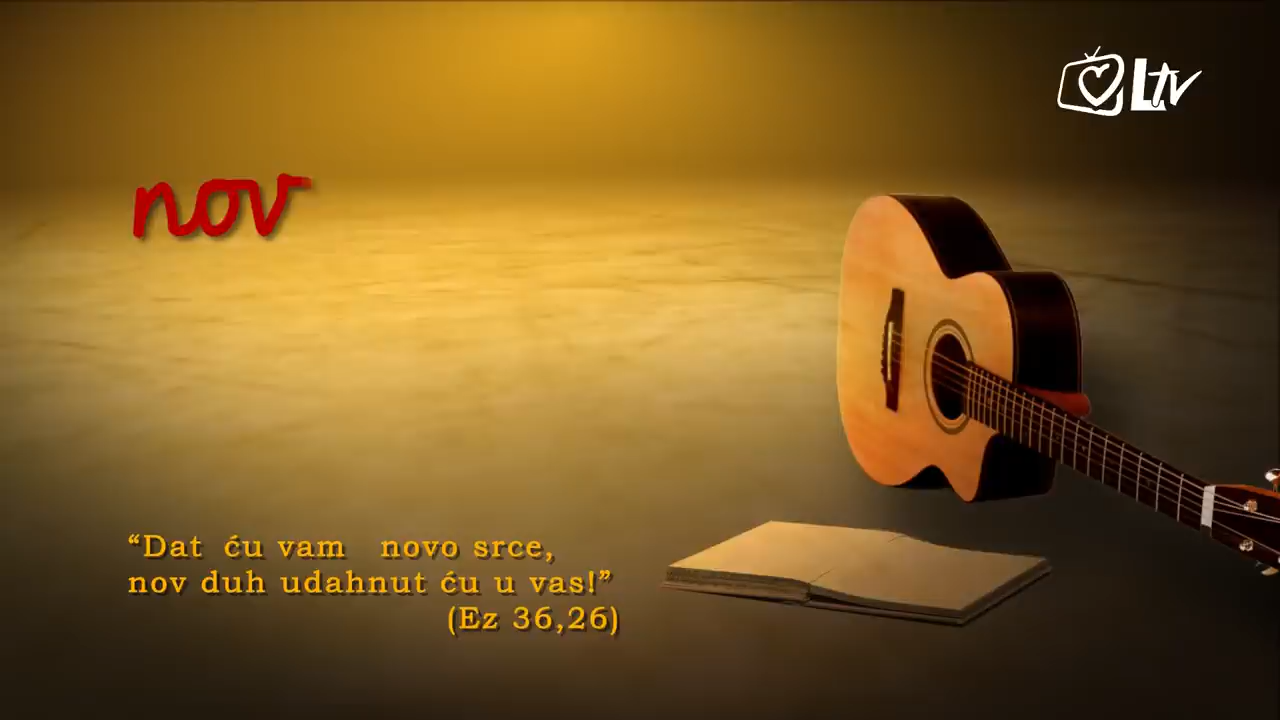 Ltv
nov
“Dat ću vam novo srce,
nov duh udahnut ću u vas!”
(Ez 36,26)